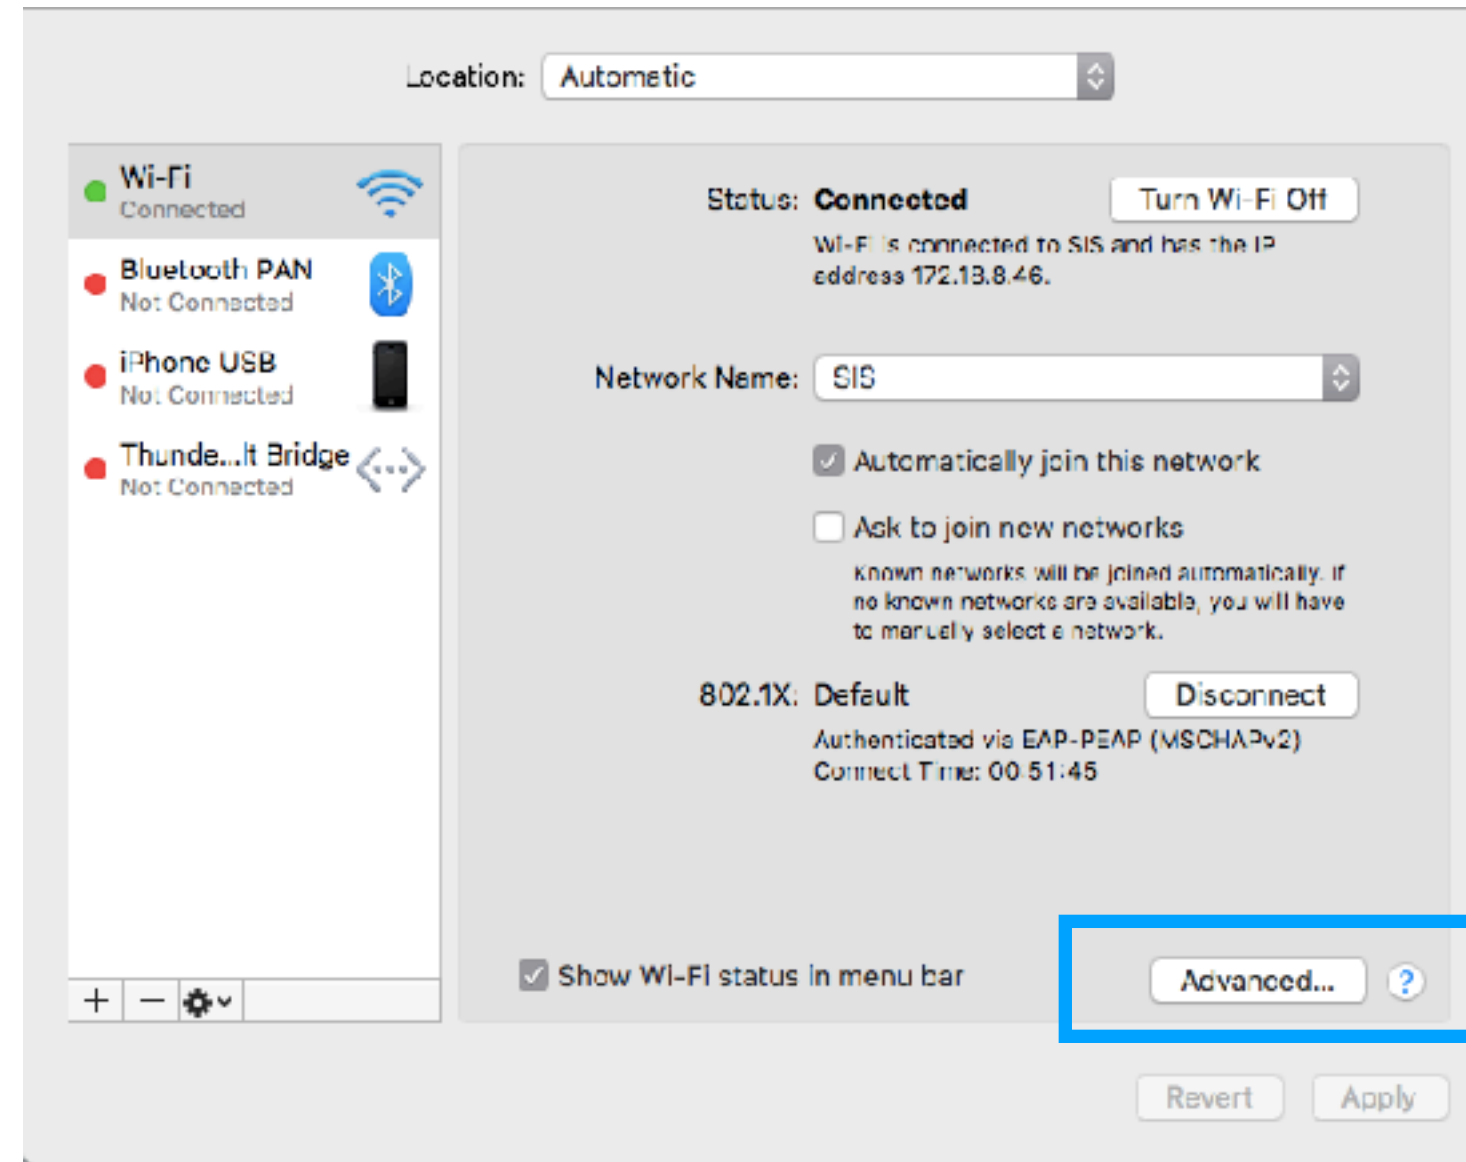 Location: Automatic
Wi-Fi
Connected
Bluetooth PAN
Not Connected
iPhone USB
Not Connected
Thunde...lt Bridge
Not Connected
Status: Connected
Turn Wi-Fi Off
Wi-Fi is connected to SIS and has the IP
address 172.18.8.46.
Network Name: SIS
Automatically join this network
Ask to join new networks
Known networks will be joined automatically. If
no known networks are available, you will have
to manually select a network.
802.1X: Default
Disconnect
Authenticated via EAP-PEAP (MSCHAPv2)
Connect Time: 00:51:45
Show Wi-Fi status in menu bar
Advanced...
?
Revert
Apply